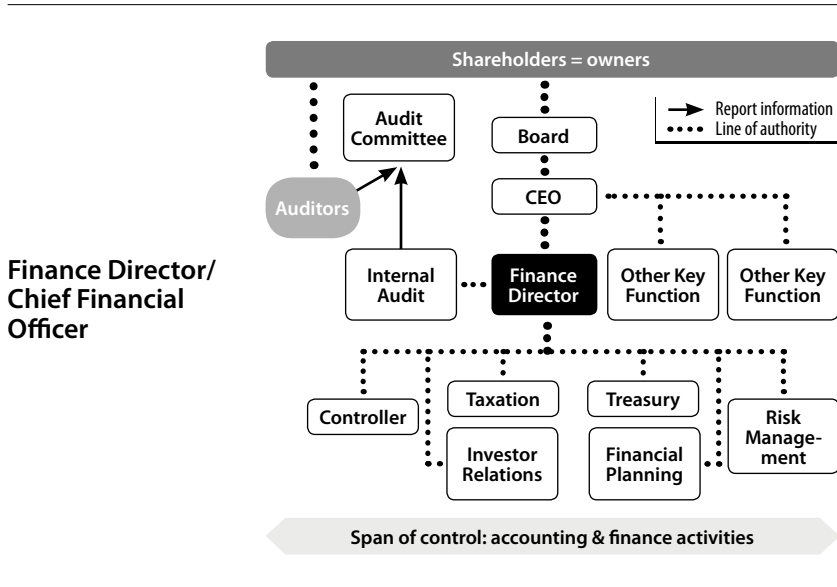 Shareholders = owners
Audit
Committee
Board
Report information
Line of authority
Auditors
CEO
Finance Director/
Chief Financial
Officer
Internal
Audit
Finance
Director
Other Key
Function
Other Key
Function
Controller
Taxation
Treasury
Risk
Manage-
ment
Investor
Relations
Financial
Planning
Span of control: accounting & finance activities